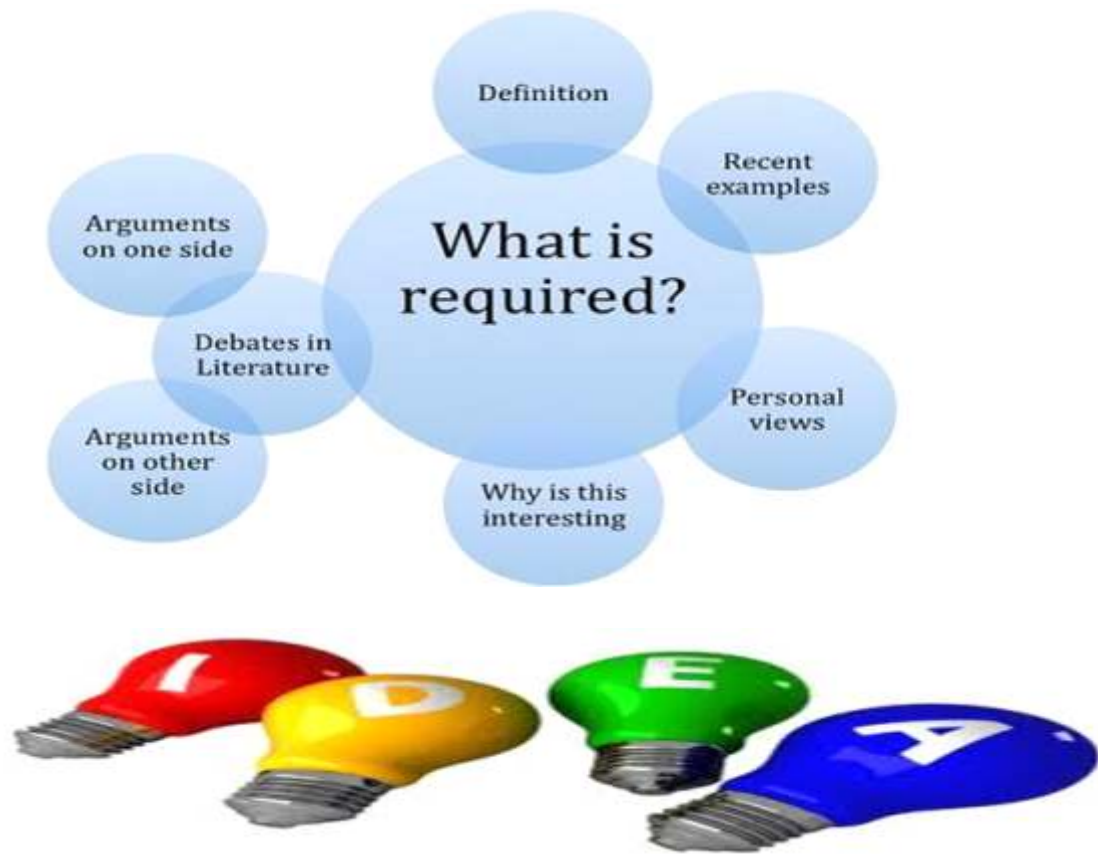 Definition
Recent
examples
What is
required?
Arguments
on one side
Debates in
Literature
Arguments
on other
side
Personal
views
Why is this
interesting
I D E A